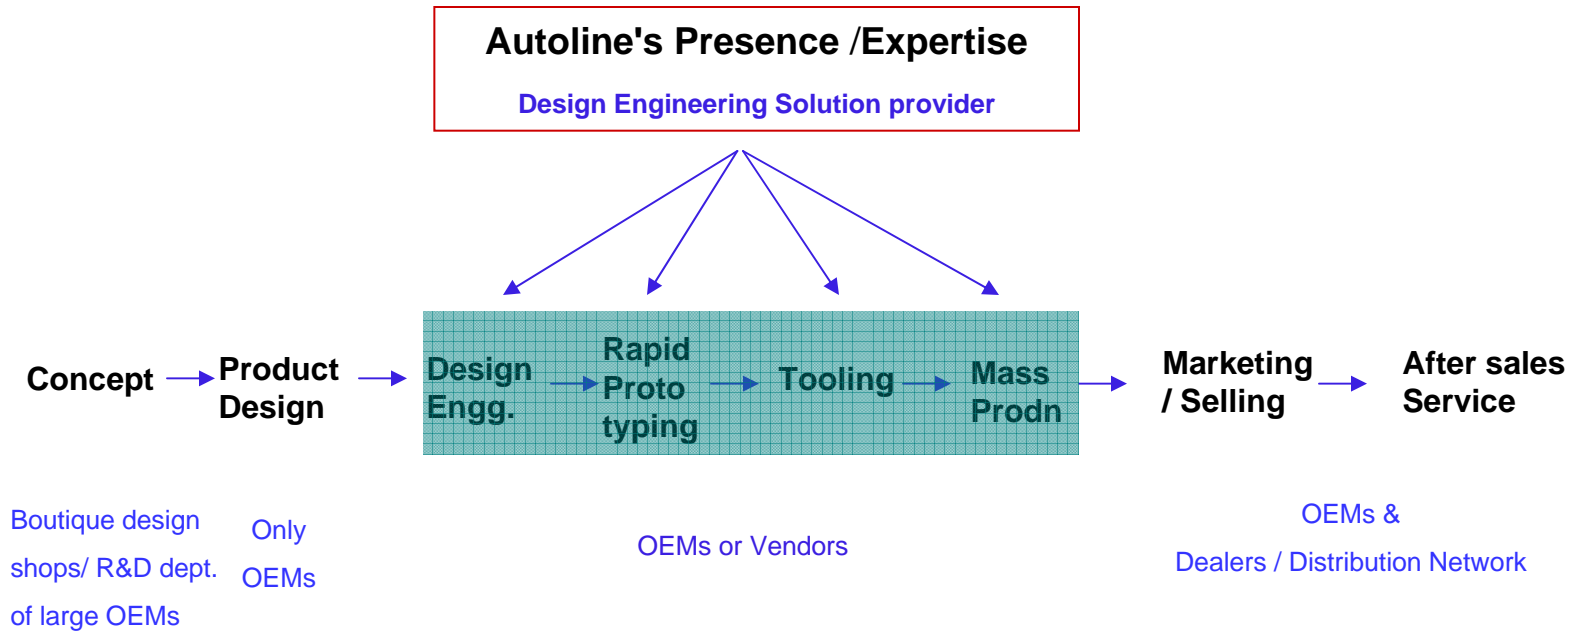 Autoline's Presence /Expertise
Design Engineering Solution provider
Concept
Product
Design
Design
Engg.
Rapid
Proto
typing
Tooling
Mass
Prodn
Marketing
/ Selling
After sales
Service
Boutique design
shops/ R&D dept.
of large OEMs
Only
OEMs
OEMs or Vendors
OEMs &
Dealers / Distribution Network